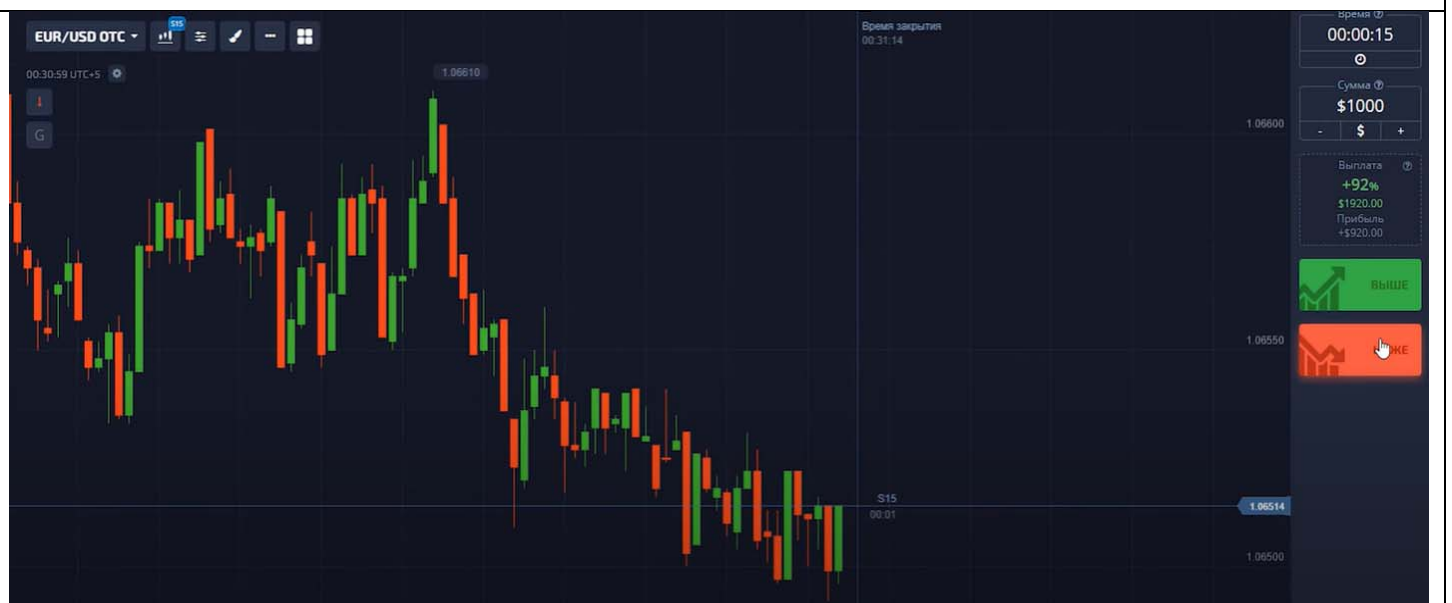 EUR/USD OTC
S15
00:30:59 UTC+5
G
1.06610
Время закрытия
00:31:14
1.06600
1.06550
S15
00:01
1.06514
1.06500
Время
00:00:15
Сумма
$1000
- $ +
Выплата
+92%
$1920.00
Прибыль
+$920.00
ВЫШЕ